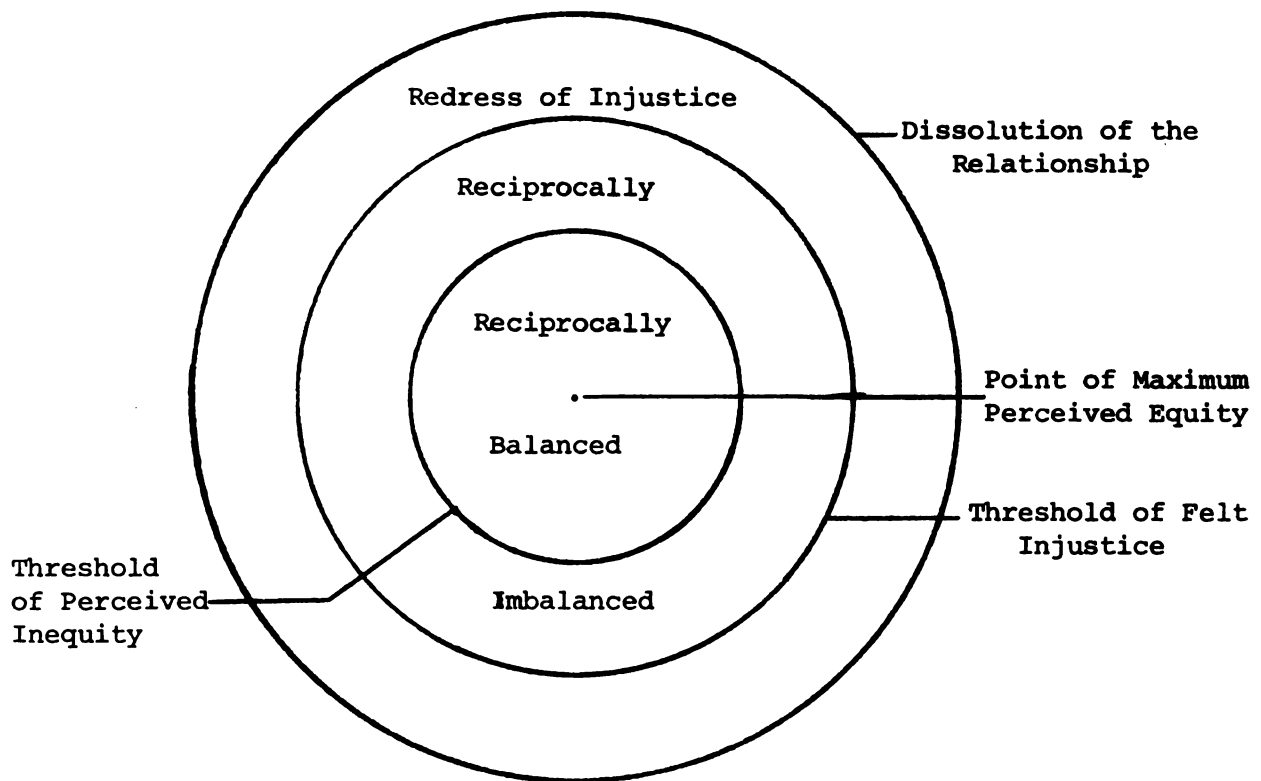 Redress of Injustice
Dissolution of the
Relationship
Reciprocally
Reciprocally
Point of Maximum
Perceived Equity
Balanced
Threshold of Felt
Injustice
Threshold
of Perceived
Inequity
Imbalanced